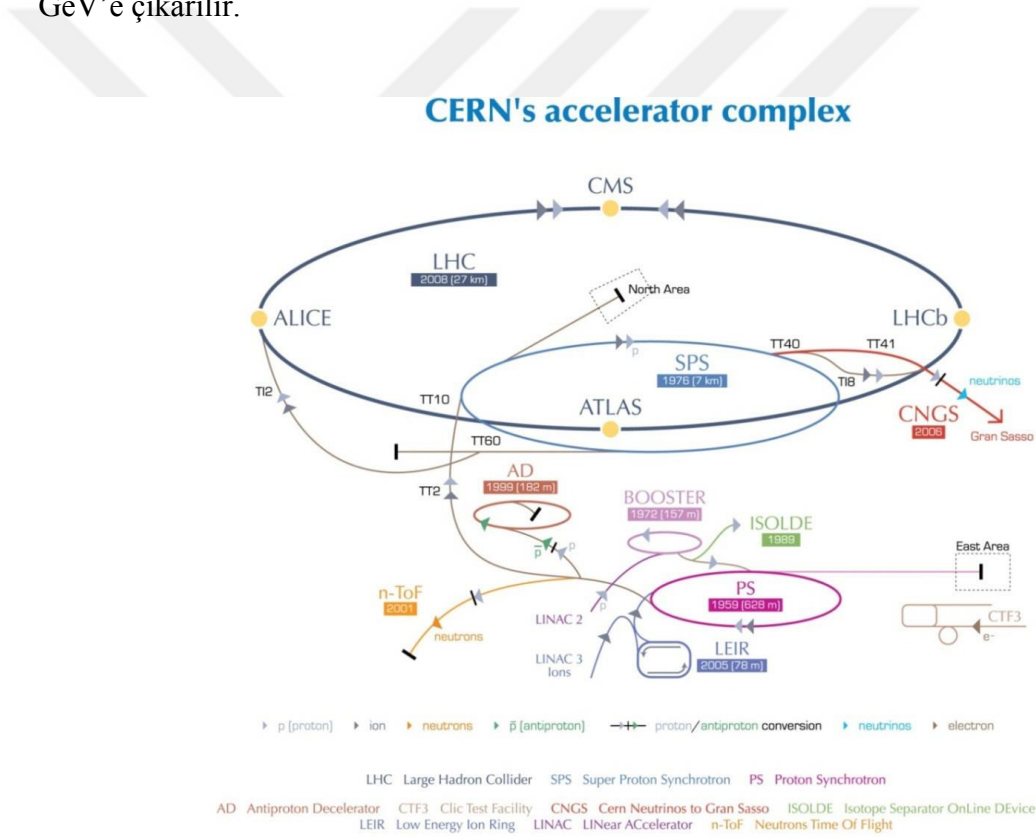 GeV'e çıkarılır.
CERN's accelerator complex
CMS
LHC
2008 (27 km)
North Area
ALICE
LHCb
p
TT40
TT41
SPS
1976 (7 km)
TI8
neutrinos
TI2
TT10
ATLAS
CNGS
2006
Gran Sasso
TT60
AD
1999 (182 m)
TT2
BOOSTER
1972 (157 m)
ISOLDE
1989
p̅
p
East Area
n-ToF
2001
PS
1959 (628 m)
LINAC 2
p
neutrons
CTF3
e-
LINAC 3
Ions
LEIR
2005 (78 m)
p (proton) ion neutrons p̅ (antiproton) proton/antiproton conversion neutrinos electron
LHC Large Hadron Collider SPS Super Proton Synchrotron PS Proton Synchrotron
AD Antiproton Decelerator CTF3 Clic Test Facility CNGS Cern Neutrinos to Gran Sasso ISOLDE Isotope Separator OnLine DEvice
LEIR Low Energy Ion Ring LINAC LINear ACcelerator n-ToF Neutrons Time Of Flight